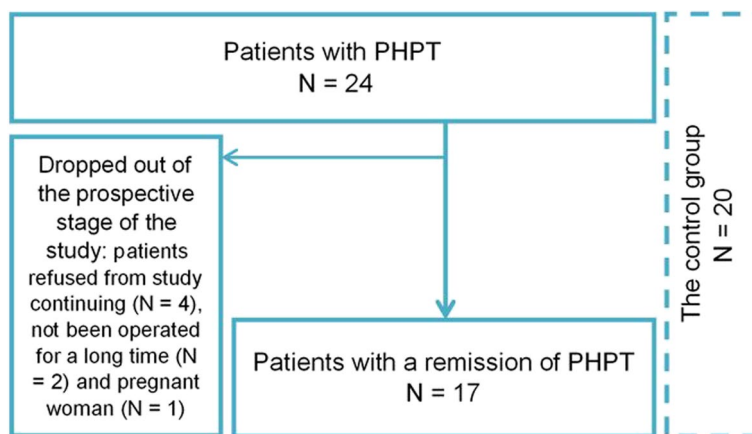 Patients with PHPT
N = 24
Dropped out of
the prospective
stage of the
study: patients
refused from study
continuing (N = 4),
not been operated
for a long time (N
= 2) and pregnant
woman (N = 1)
Patients with a remission of PHPT
N = 17
The control group
N = 20